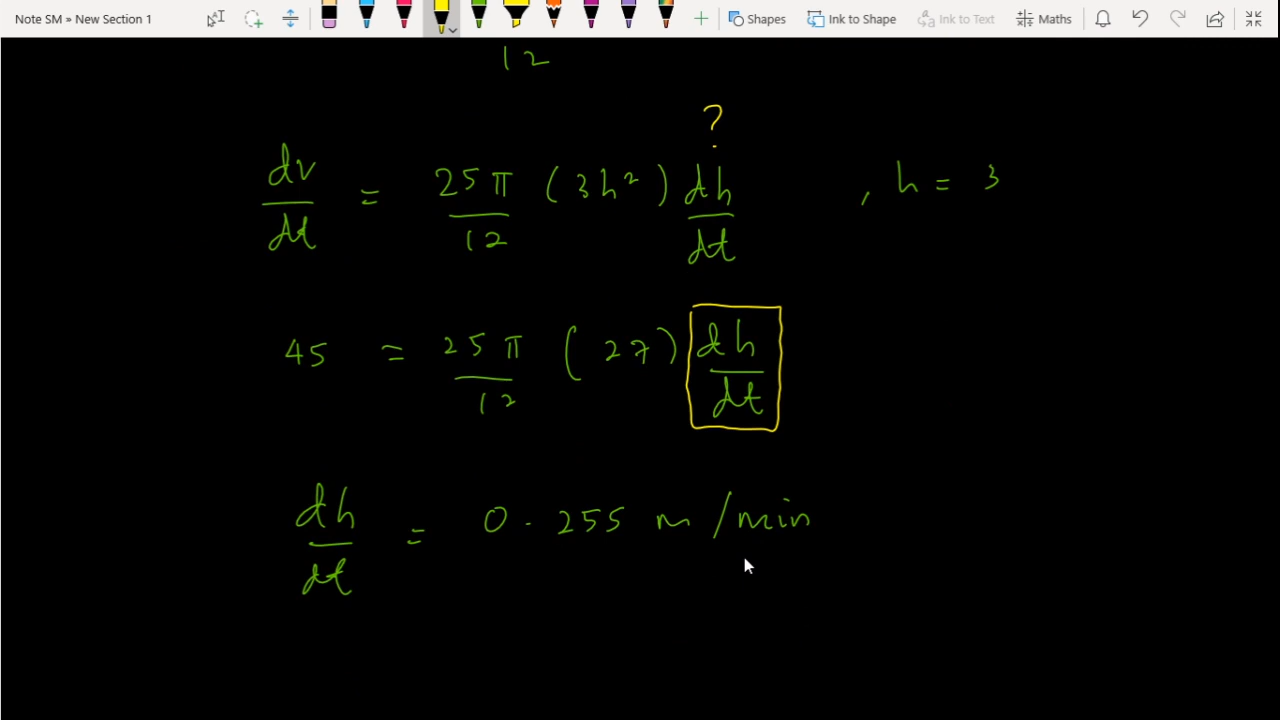 Note SM » New Section 1 Shapes Ink to Shape Ink to Text Maths
12
?
dv/dt = 25π/12 (3h²) dh/dt , h = 3
45 = 25π/12 (27) dh/dt
dh/dt = 0.255 m/min